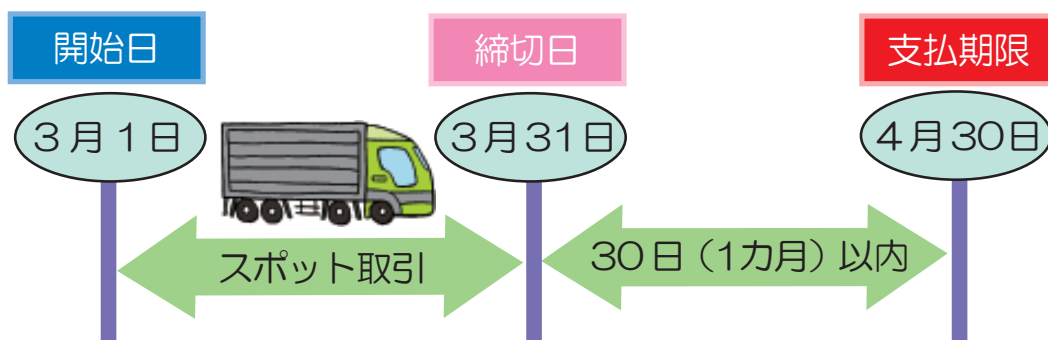 開始日
締切日
支払期限
3月1日
3月31日
4月30日
スポット取引
30日（1カ月）以内